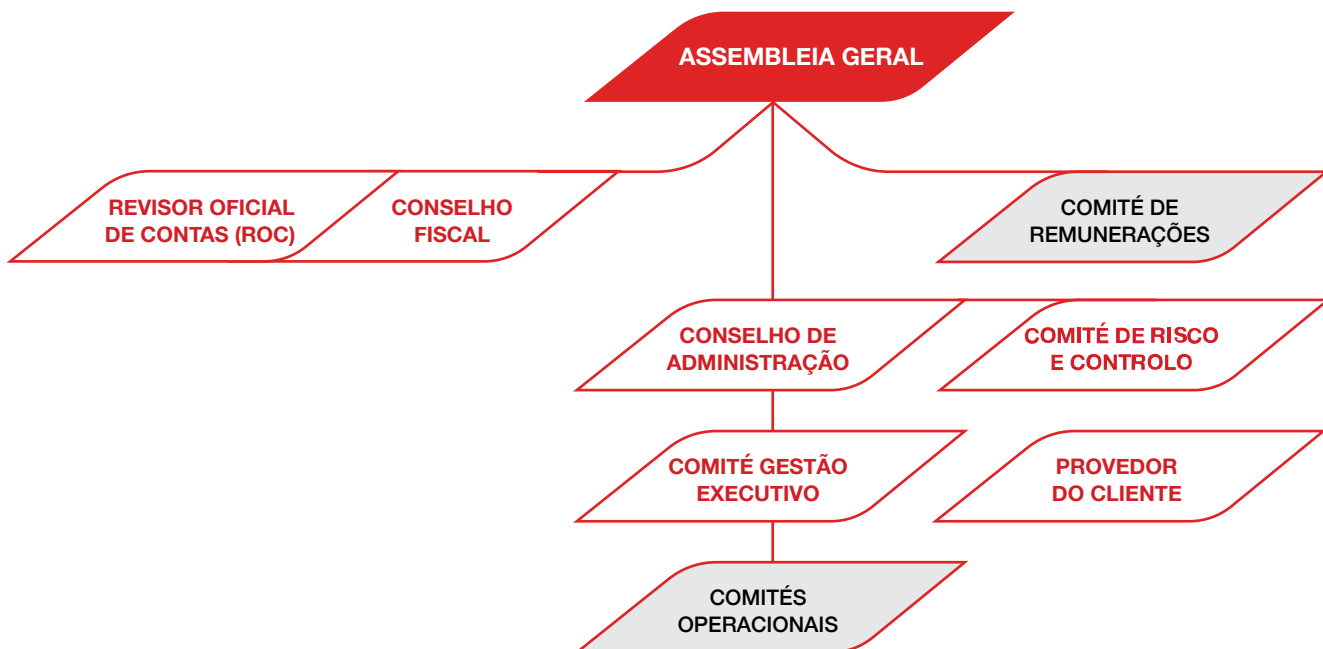 ASSEMBLEIA GERAL
REVISOR OFICIAL
DE CONTAS (ROC)
CONSELHO
FISCAL
COMITÉ DE
REMUNERAÇÕES
CONSELHO DE
ADMINISTRAÇÃO
COMITÉ DE RISCO
E CONTROLO
COMITÉ GESTÃO
EXECUTIVO
PROVEDOR
DO CLIENTE
COMITÉS
OPERACIONAIS